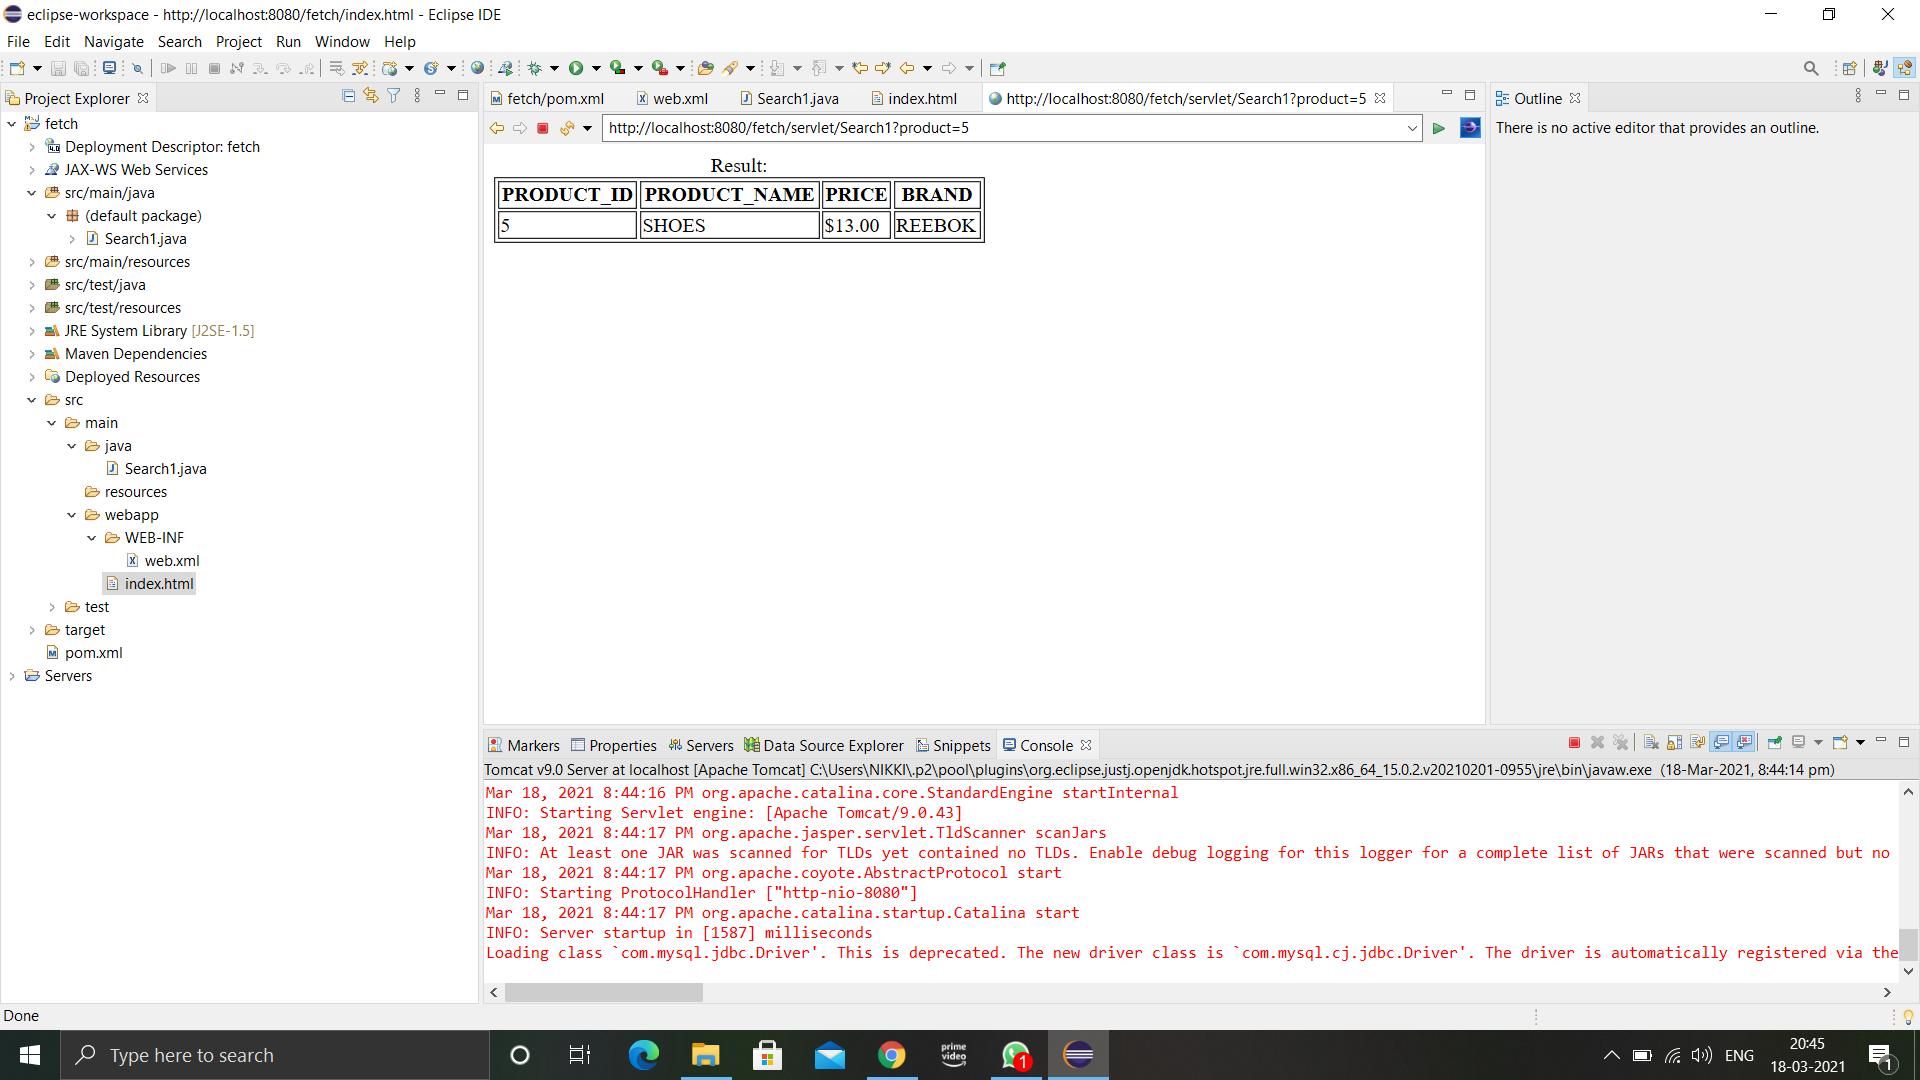 eclipse-workspace - http://localhost:8080/fetch/index.html - Eclipse IDE
File Edit Navigate Search Project Run Window Help
Project Explorer
fetch
Deployment Descriptor: fetch
JAX-WS Web Services
src/main/java
(default package)
Search1.java
src/main/resources
src/test/java
src/test/resources
JRE System Library [J2SE-1.5]
Maven Dependencies
Deployed Resources
src
main
java
Search1.java
resources
webapp
WEB-INF
web.xml
index.html
test
target
pom.xml
Servers
fetch/pom.xml web.xml Search1.java index.html http://localhost:8080/fetch/servlet/Search1?product=5
http://localhost:8080/fetch/servlet/Search1?product=5
Result:
PRODUCT_ID PRODUCT_NAME PRICE BRAND
5 SHOES $13.00 REEBOK
Outline
There is no active editor that provides an outline.
Markers Properties Servers Data Source Explorer Snippets Console
Tomcat v9.0 Server at localhost [Apache Tomcat] C:\Users\NIKKI\.p2\pool\plugins\org.eclipse.justj.openjdk.hotspot.jre.full.win32.x86_64_15.0.2.v20210201-0955\jre\bin\javaw.exe (18-Mar-2021, 8:44:14 pm)
Mar 18, 2021 8:44:16 PM org.apache.catalina.core.StandardEngine startInternal
INFO: Starting Servlet engine: [Apache Tomcat/9.0.43]
Mar 18, 2021 8:44:17 PM org.apache.jasper.servlet.TldScanner scanJars
INFO: At least one JAR was scanned for TLDs yet contained no TLDs. Enable debug logging for this logger for a complete list of JARs that were scanned but no
Mar 18, 2021 8:44:17 PM org.apache.coyote.AbstractProtocol start
INFO: Starting ProtocolHandler ["http-nio-8080"]
Mar 18, 2021 8:44:17 PM org.apache.catalina.startup.Catalina start
INFO: Server startup in [1587] milliseconds
Loading class `com.mysql.jdbc.Driver'. This is deprecated. The new driver class is `com.mysql.cj.jdbc.Driver'. The driver is automatically registered via the
Done
Type here to search
prime video
1
ENG
20:45
18-03-2021
1